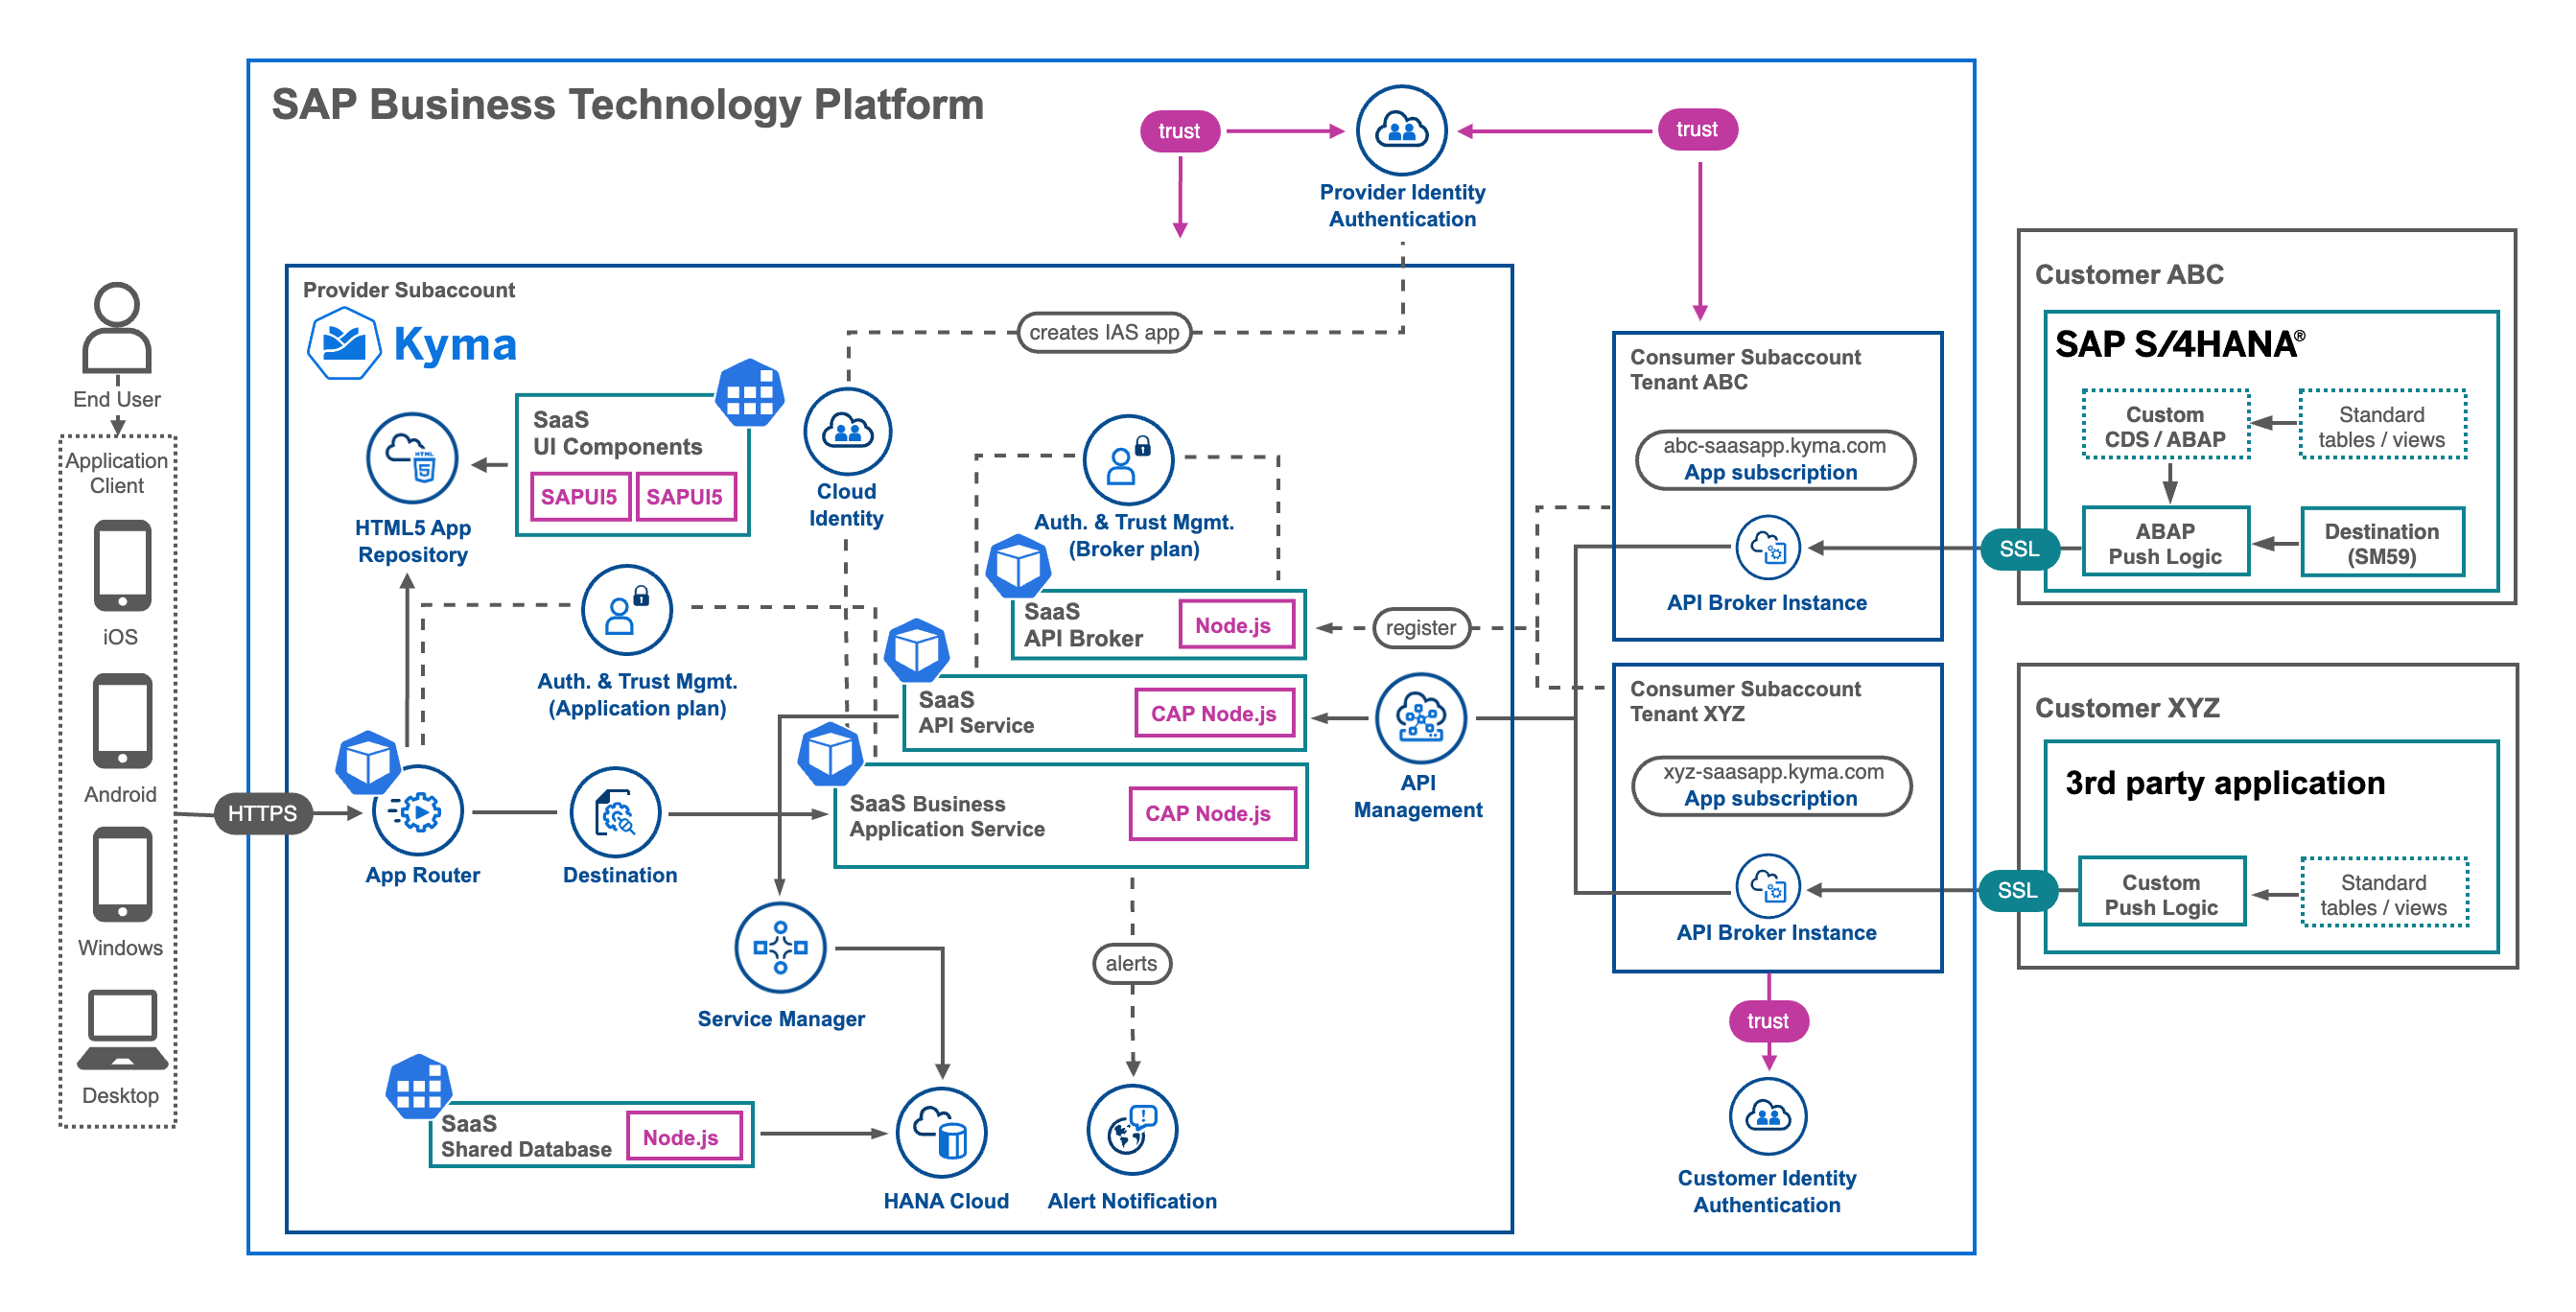 SAP Business Technology Platform
trust
trust
Provider Identity
Authentication
End User
Application
Client
iOS
Android
Windows
Desktop
HTTPS
Provider Subaccount
Kyma
creates IAS app
SaaS
UI Components
SAPUI5
SAPUI5
HTML
5
HTML5 App
Repository
Cloud
Identity
Auth. & Trust Mgmt.
(Broker plan)
Auth. & Trust Mgmt.
(Application plan)
SaaS
API Broker
Node.js
register
SaaS
API Service
CAP Node.js
SaaS Business
Application Service
CAP Node.js
API
Management
App Router
Destination
Service Manager
alerts
SaaS
Shared Database
Node.js
HANA Cloud
Alert Notification
Consumer Subaccount
Tenant ABC
abc-saasapp.kyma.com
App subscription
API Broker Instance
Consumer Subaccount
Tenant XYZ
xyz-saasapp.kyma.com
App subscription
API Broker Instance
trust
Customer Identity
Authentication
Customer ABC
SAP S/4HANA®
Custom
CDS / ABAP
Standard
tables / views
SSL
ABAP
Push Logic
Destination
(SM59)
Customer XYZ
3rd party application
SSL
Custom
Push Logic
Standard
tables / views